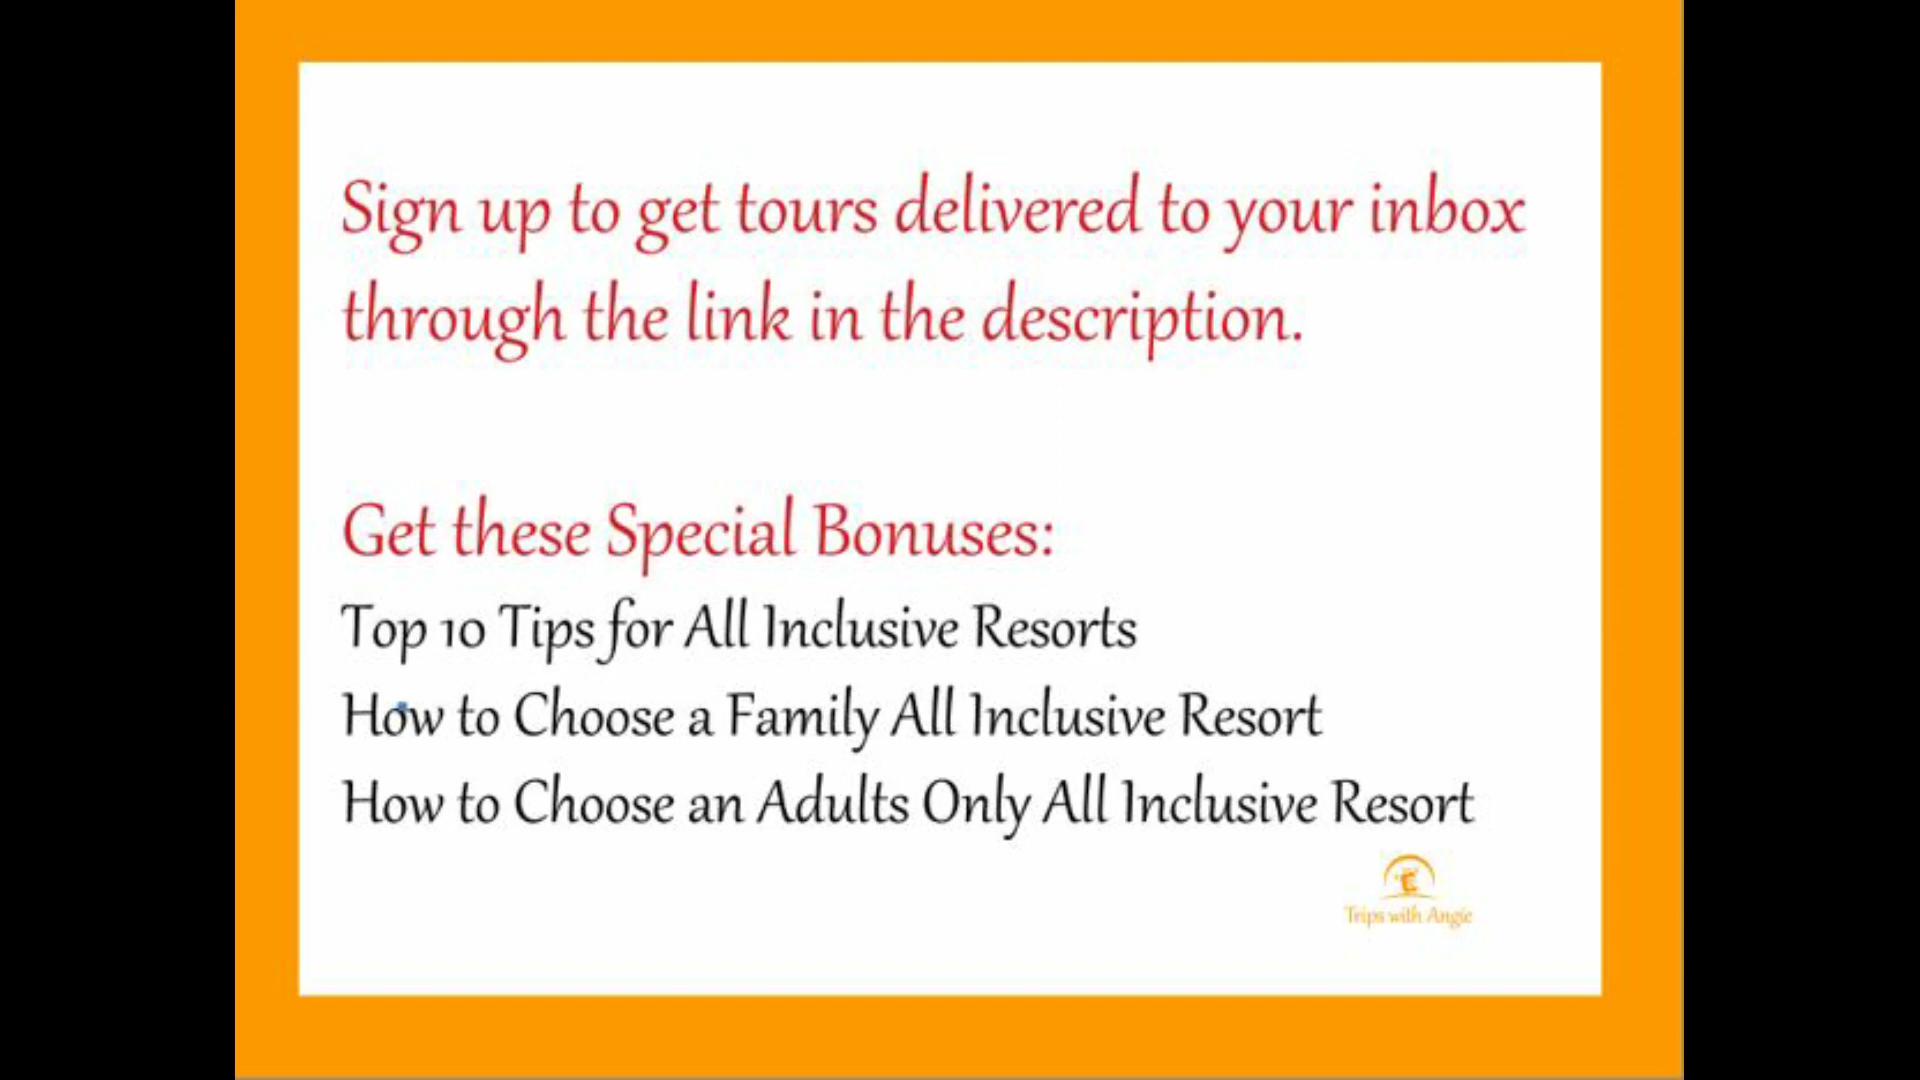 Sign up to get tours delivered to your inbox
through the link in the description.
Get these Special Bonuses:
Top 10 Tips for All Inclusive Resorts
How to Choose a Family All Inclusive Resort
How to Choose an Adults Only All Inclusive Resort
Trips with Angie